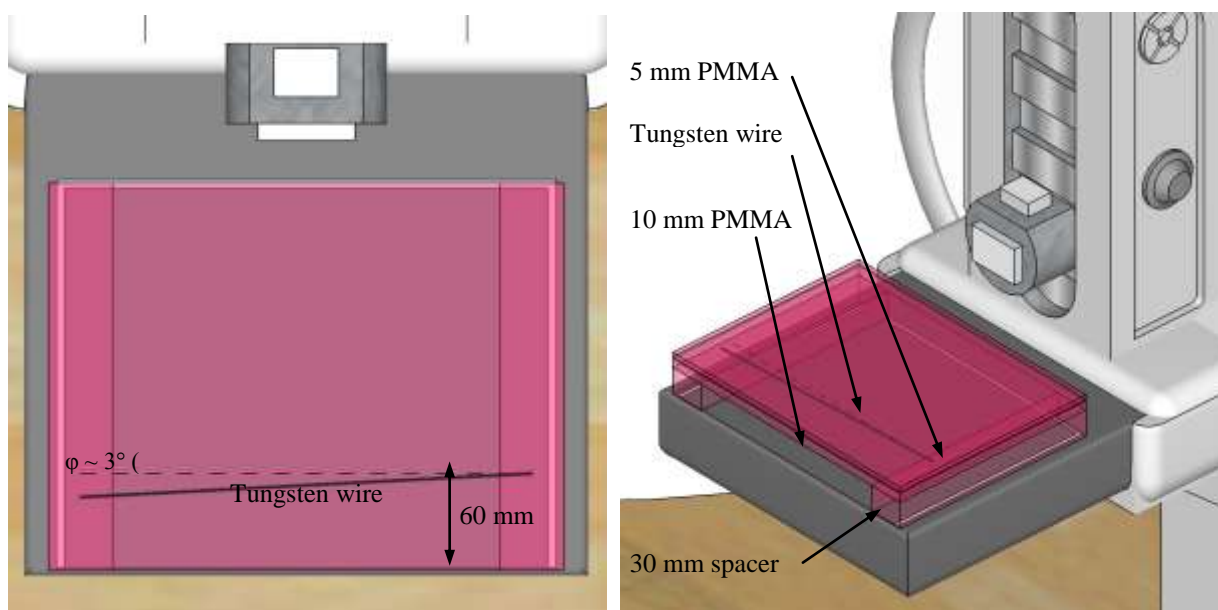 φ ~ 3° (
Tungsten wire
60 mm
5 mm PMMA
Tungsten wire
10 mm PMMA
30 mm spacer